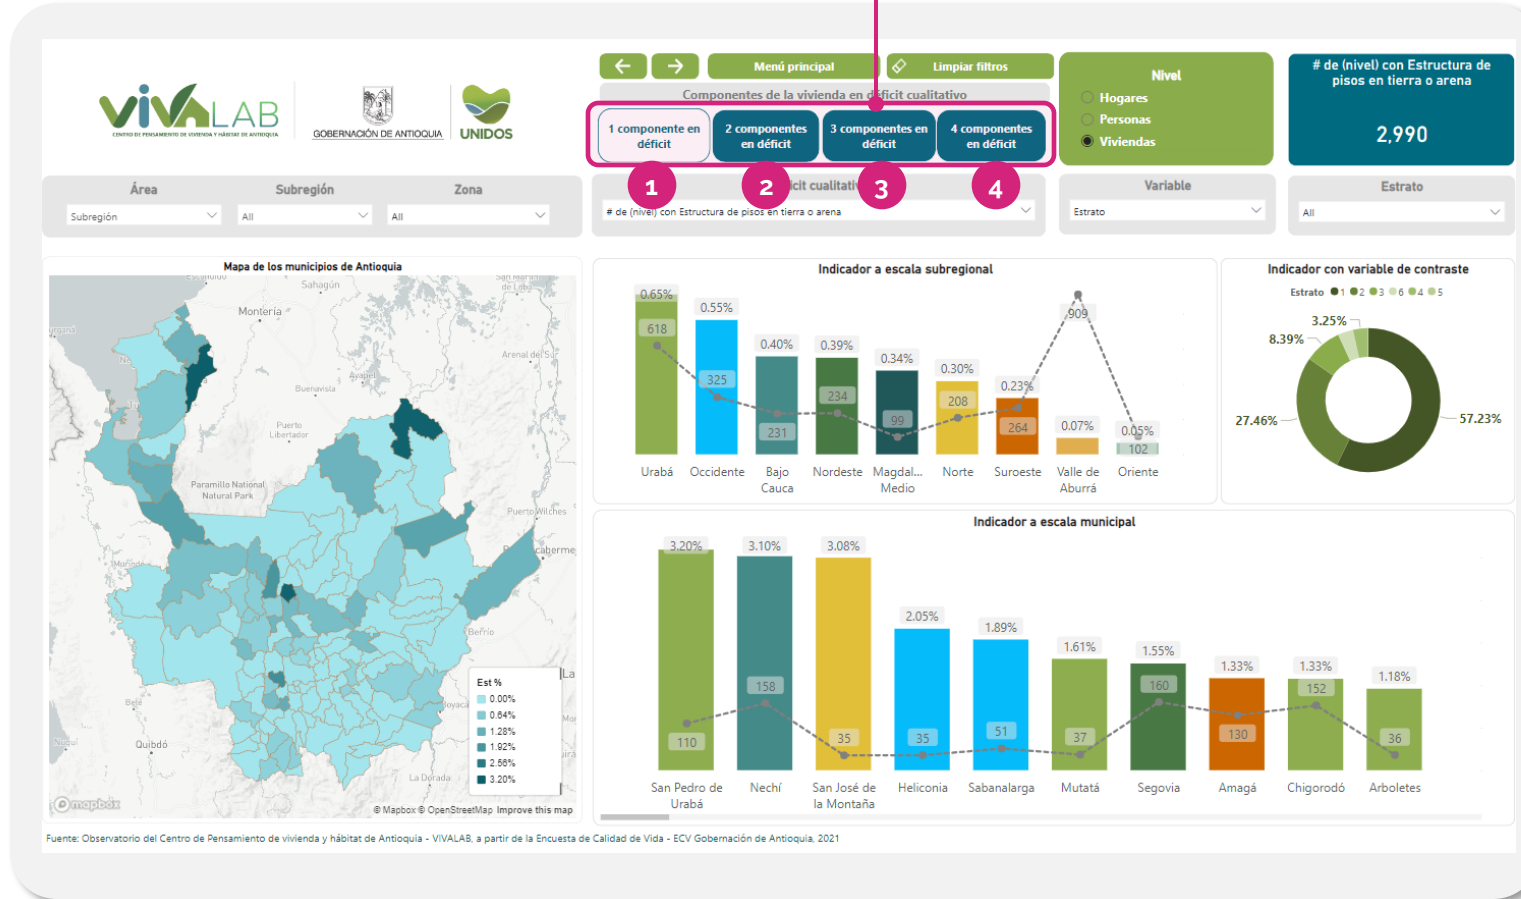 VIVALAB
CENTRO DE PENSAMIENTO DE VIVIENDA Y HÁBITAT DE ANTIOQUIA
GOBERNACIÓN DE ANTIOQUIA
UNIDOS
Menú principal
Limpiar filtros
Componentes de la vivienda en déficit cualitativo
1 componente en déficit
2 componentes en déficit
3 componentes en déficit
4 componentes en déficit
1
2
3
4
Nivel
Hogares
Personas
Viviendas
# de (nivel) con Estructura de pisos en tierra o arena
2,990
Área
Subregión
Subregión
All
Zona
All
# de (nivel) con Estructura de pisos en tierra o arena
Variable
Estrato
Estrato
All
Mapa de los municipios de Antioquia
Sahagún
Montería
Arenal del Sur
Buenavista
Ayapel
Puerto Libertador
Paramillo National Natural Park
Puerto Wilches
Quibdó
La Dorada
Est %
0.00%
0.64%
1.28%
1.92%
2.56%
3.20%
mapbox
© Mapbox © OpenStreetMap Improve this map
Indicador a escala subregional
0.65%
0.55%
0.40%
0.39%
0.34%
0.30%
0.23%
0.07%
0.05%
618
325
231
234
99
208
264
909
102
Urabá
Occidente
Bajo Cauca
Nordeste
Magdal... Medio
Norte
Suroeste
Valle de Aburrá
Oriente
Indicador con variable de contraste
Estrato 1 2 3 6 4 5
3.25%
8.39%
27.46%
57.23%
Indicador a escala municipal
3.20%
3.10%
3.08%
2.05%
1.89%
1.61%
1.55%
1.33%
1.33%
1.18%
110
158
35
35
51
37
160
130
152
36
San Pedro de Urabá
Nechí
San José de la Montaña
Heliconia
Sabanalarga
Mutatá
Segovia
Amagá
Chigorodó
Arboletes
Fuente: Observatorio del Centro de Pensamiento de vivienda y hábitat de Antioquia - VIVALAB, a partir de la Encuesta de Calidad de Vida - ECV Gobernación de Antioquia, 2021